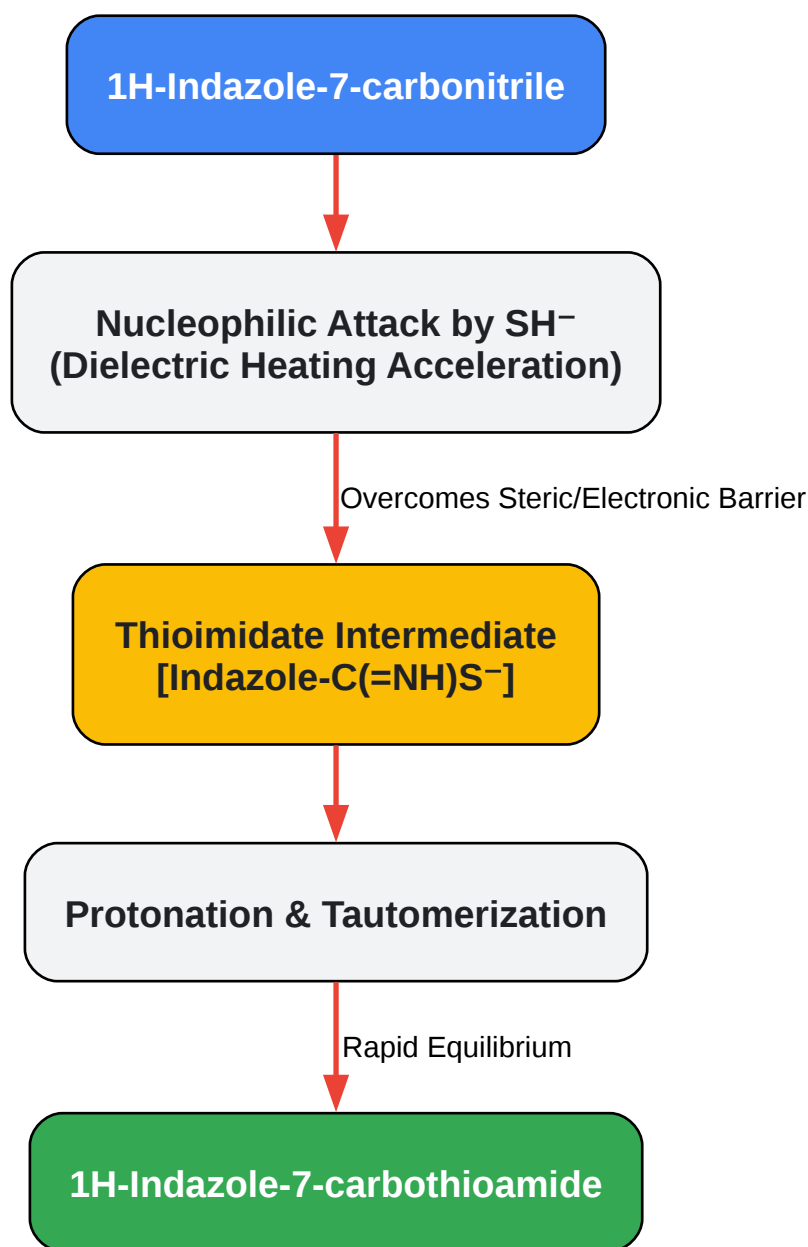 1H-Indazole-7-carbonitrile
Nucleophilic Attack by SH⁻
(Dielectric Heating Acceleration)
Overcomes Steric/Electronic Barrier
Thioimidate Intermediate
[Indazole-C(=NH)S⁻]
Protonation & Tautomerization
Rapid Equilibrium
1H-Indazole-7-carbothioamide